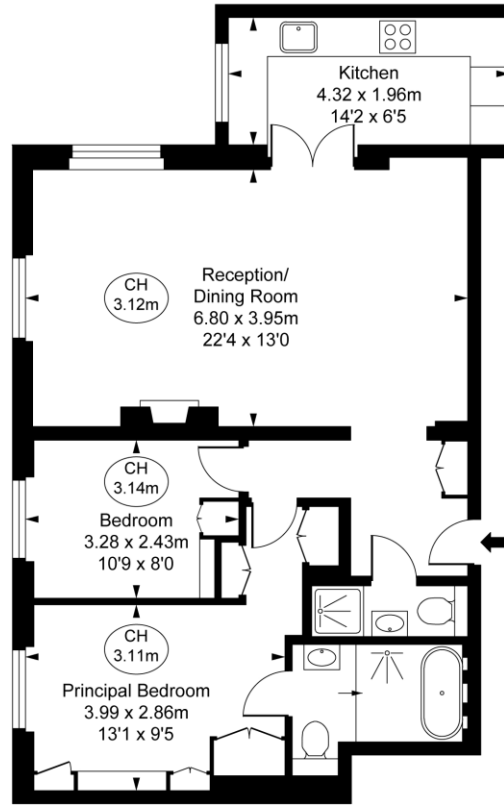 Kitchen
4.32 x 1.96m
14'2 x 6'5
CH
3.12m
Reception/
Dining Room
6.80 x 3.95m
22'4 x 13'0
CH
3.14m
Bedroom
3.28 x 2.43m
10'9 x 8'0
CH
3.11m
Principal Bedroom
3.99 x 2.86m
13'1 x 9'5